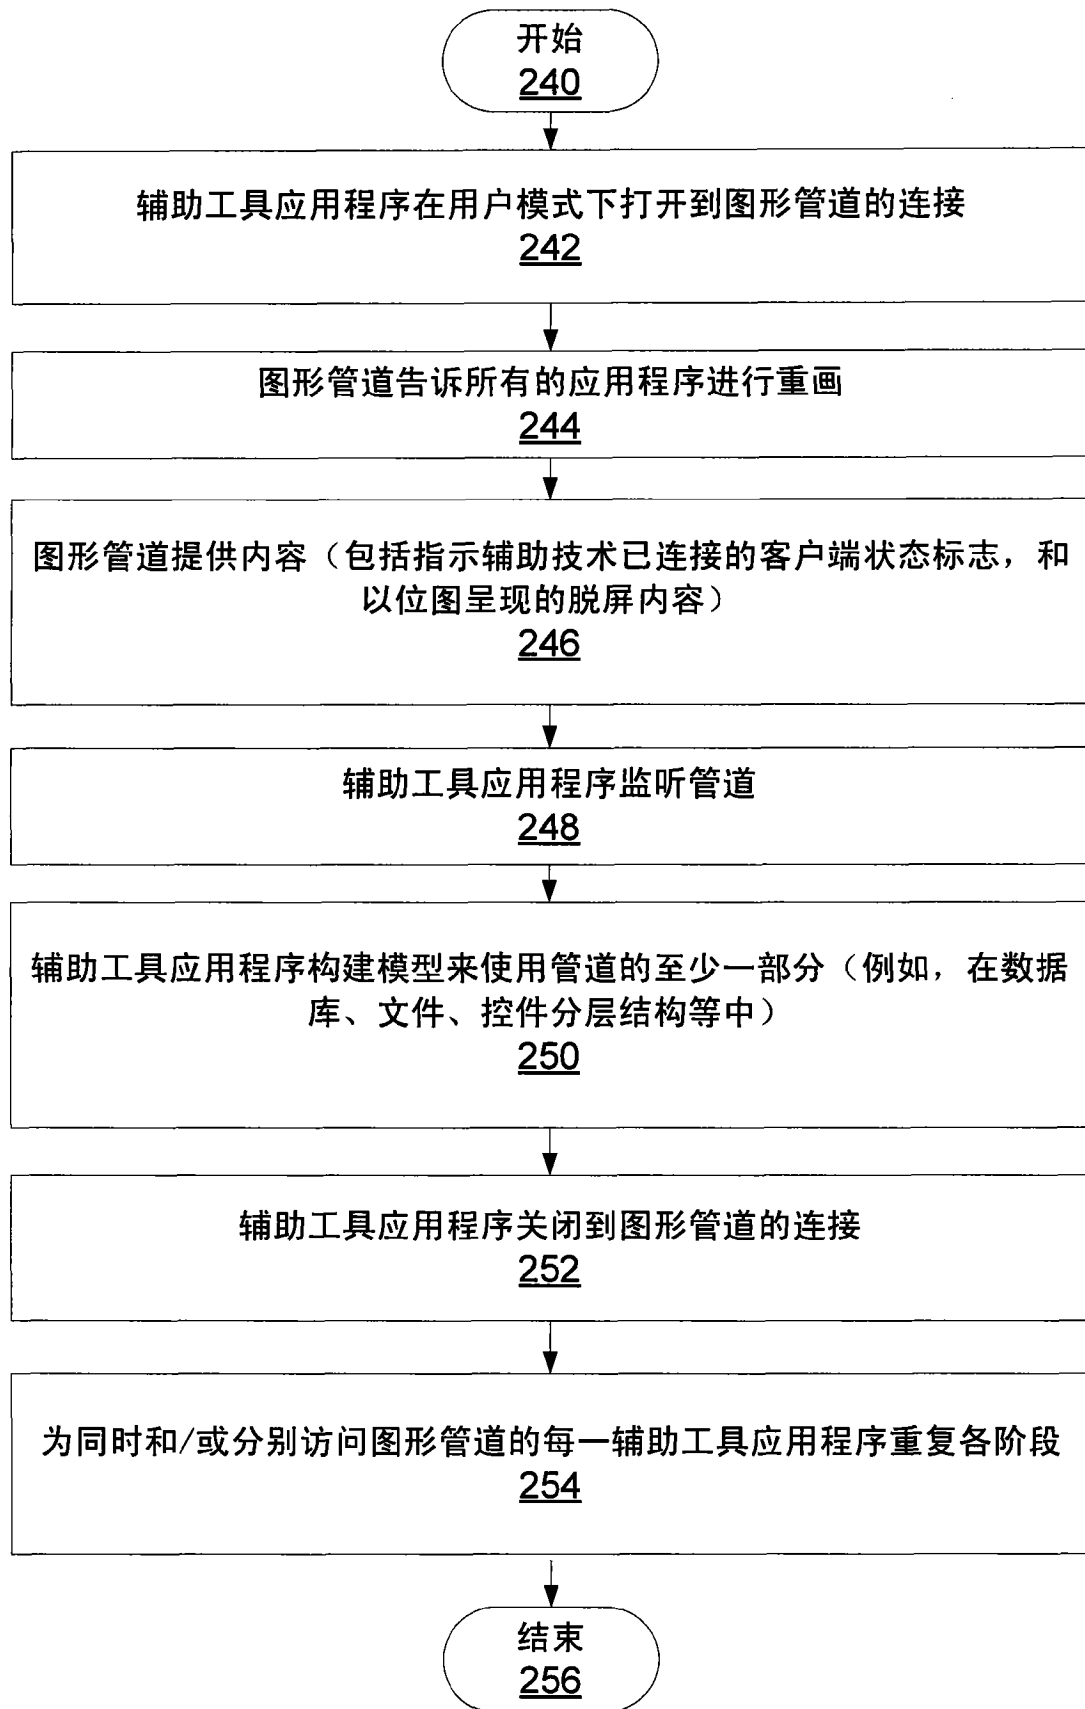 开始
240
辅助工具应用程序在用户模式下打开到图形管道的连接
242
图形管道告诉所有的应用程序进行重画
244
图形管道提供内容（包括指示辅助技术已连接的客户端状态标志，和
以位图呈现的脱屏内容）
246
辅助工具应用程序监听管道
248
辅助工具应用程序构建模型来使用管道的至少一部分（例如，在数据
库、文件、控件分层结构等中）
250
辅助工具应用程序关闭到图形管道的连接
252
为同时和/或分别访问图形管道的每一辅助工具应用程序重复各阶段
254
结束
256